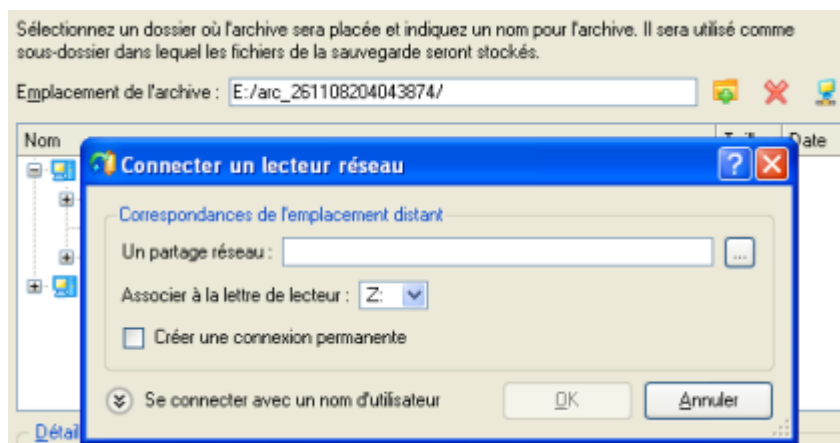 Sélectionnez un dossier où l'archive sera placée et indiquez un nom pour l'archive. Il sera utilisé comme
sous-dossier dans lequel les fichiers de la sauvegarde seront stockés.
Emplacement de l'archive : E:/arc_261108204043874/
Nom Date
Connecter un lecteur réseau
Correspondances de l'emplacement distant
Un partage réseau : ...
Associer à la lettre de lecteur : Z:
Créer une connexion permanente
Se connecter avec un nom d'utilisateur OK Annuler
Détail